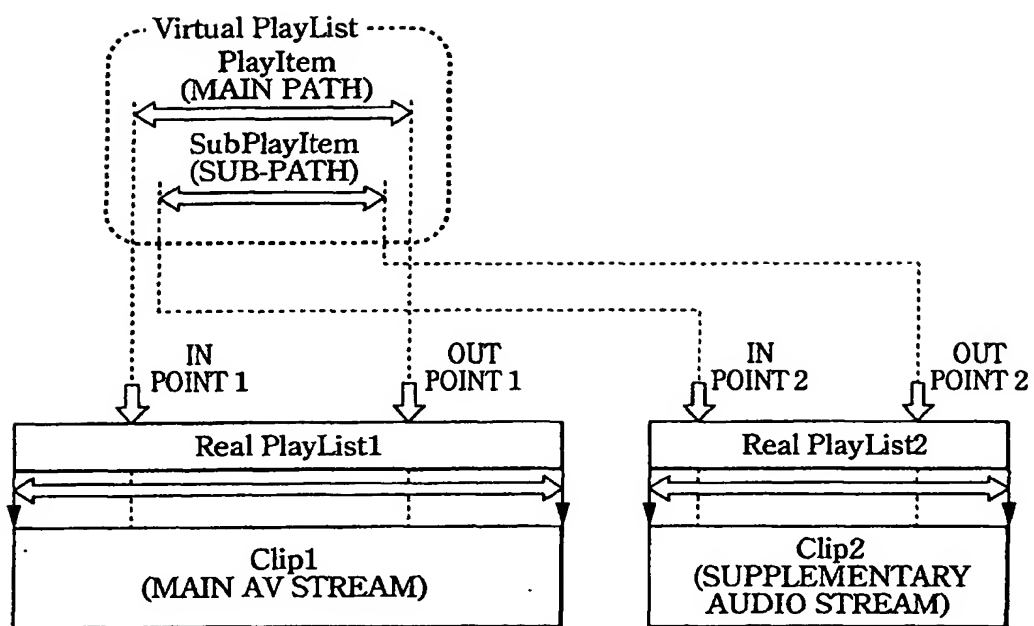 Virtual PlayList
PlayItem
(MAIN PATH)
SubPlayItem
(SUB-PATH)
IN
POINT 1
OUT
POINT 1
IN
POINT 2
OUT
POINT 2
Real PlayList1
Real PlayList2
Clip1
(MAIN AV STREAM)
Clip2
(SUPPLEMENTARY
AUDIO STREAM)